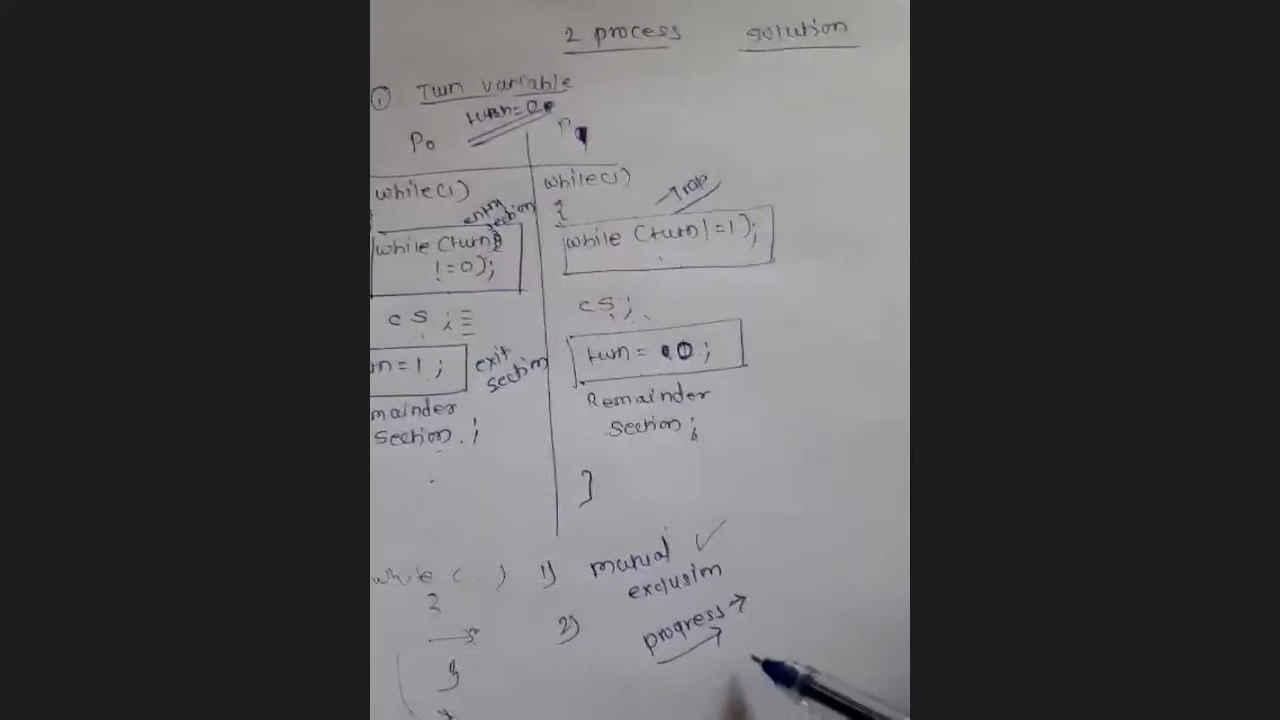 2 process solution
① Turn variable
turn=0
P0
while(1)
entry section
while (turn
!=0);
CS ;
=1 ;
exit section
mainder
section ;
while(1)
{
Trap
while (turn!=1);
CS ;
turn = 0 ;
Remainder
Section ;
}
while ( . )
1) mutual ✓
exclusion
2) progress →